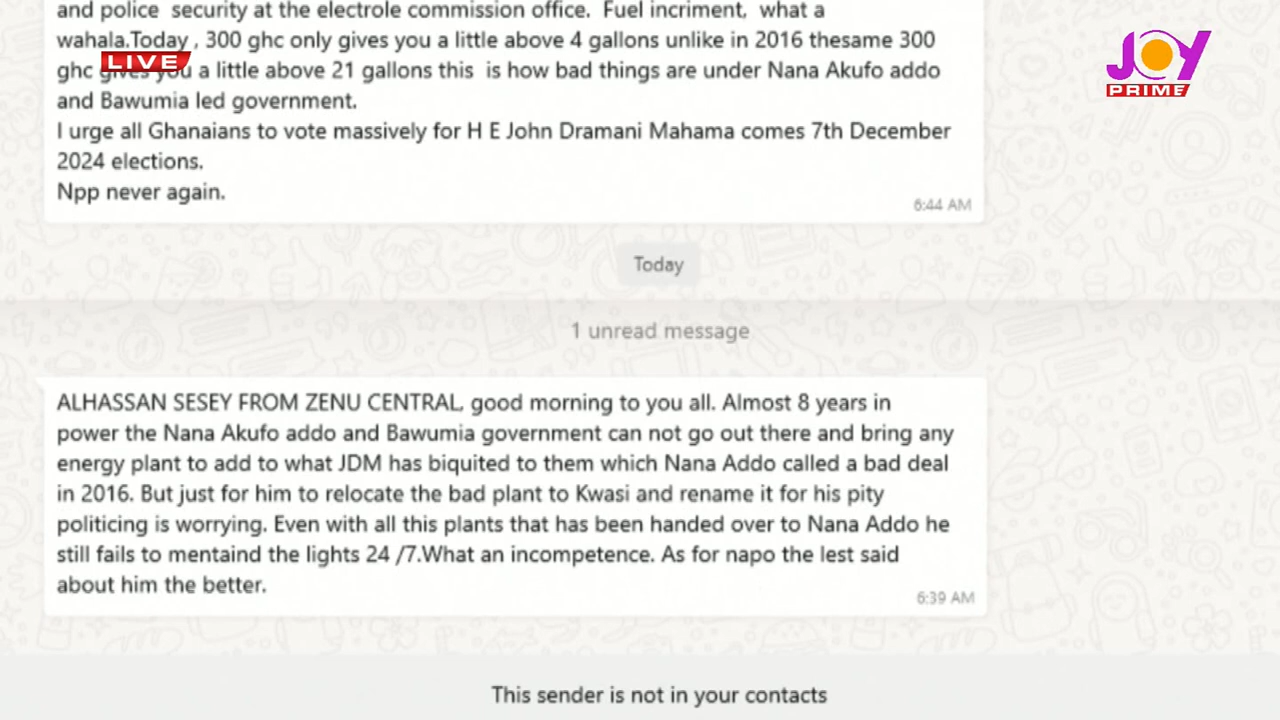 and police security at the electrole commission office. Fuel incriment, what a
wahala.Today , 300 ghc only gives you a little above 4 gallons unlike in 2016 thesame 300
LIVE
ghc gives you a little above 21 gallons this is how bad things are under Nana Akufo addo
and Bawumia led government.
I urge all Ghanaians to vote massively for H E John Dramani Mahama comes 7th December
2024 elections.
Npp never again.
6:44 AM
JOY
PRIME
Today
1 unread message
ALHASSAN SESEY FROM ZENU CENTRAL, good morning to you all. Almost 8 years in
power the Nana Akufo addo and Bawumia government can not go out there and bring any
energy plant to add to what JDM has biquited to them which Nana Addo called a bad deal
in 2016. But just for him to relocate the bad plant to Kwasi and rename it for his pity
politicing is worrying. Even with all this plants that has been handed over to Nana Addo he
still fails to mentaind the lights 24 /7.What an incompetence. As for napo the lest said
about him the better.
6:39 AM
This sender is not in your contacts